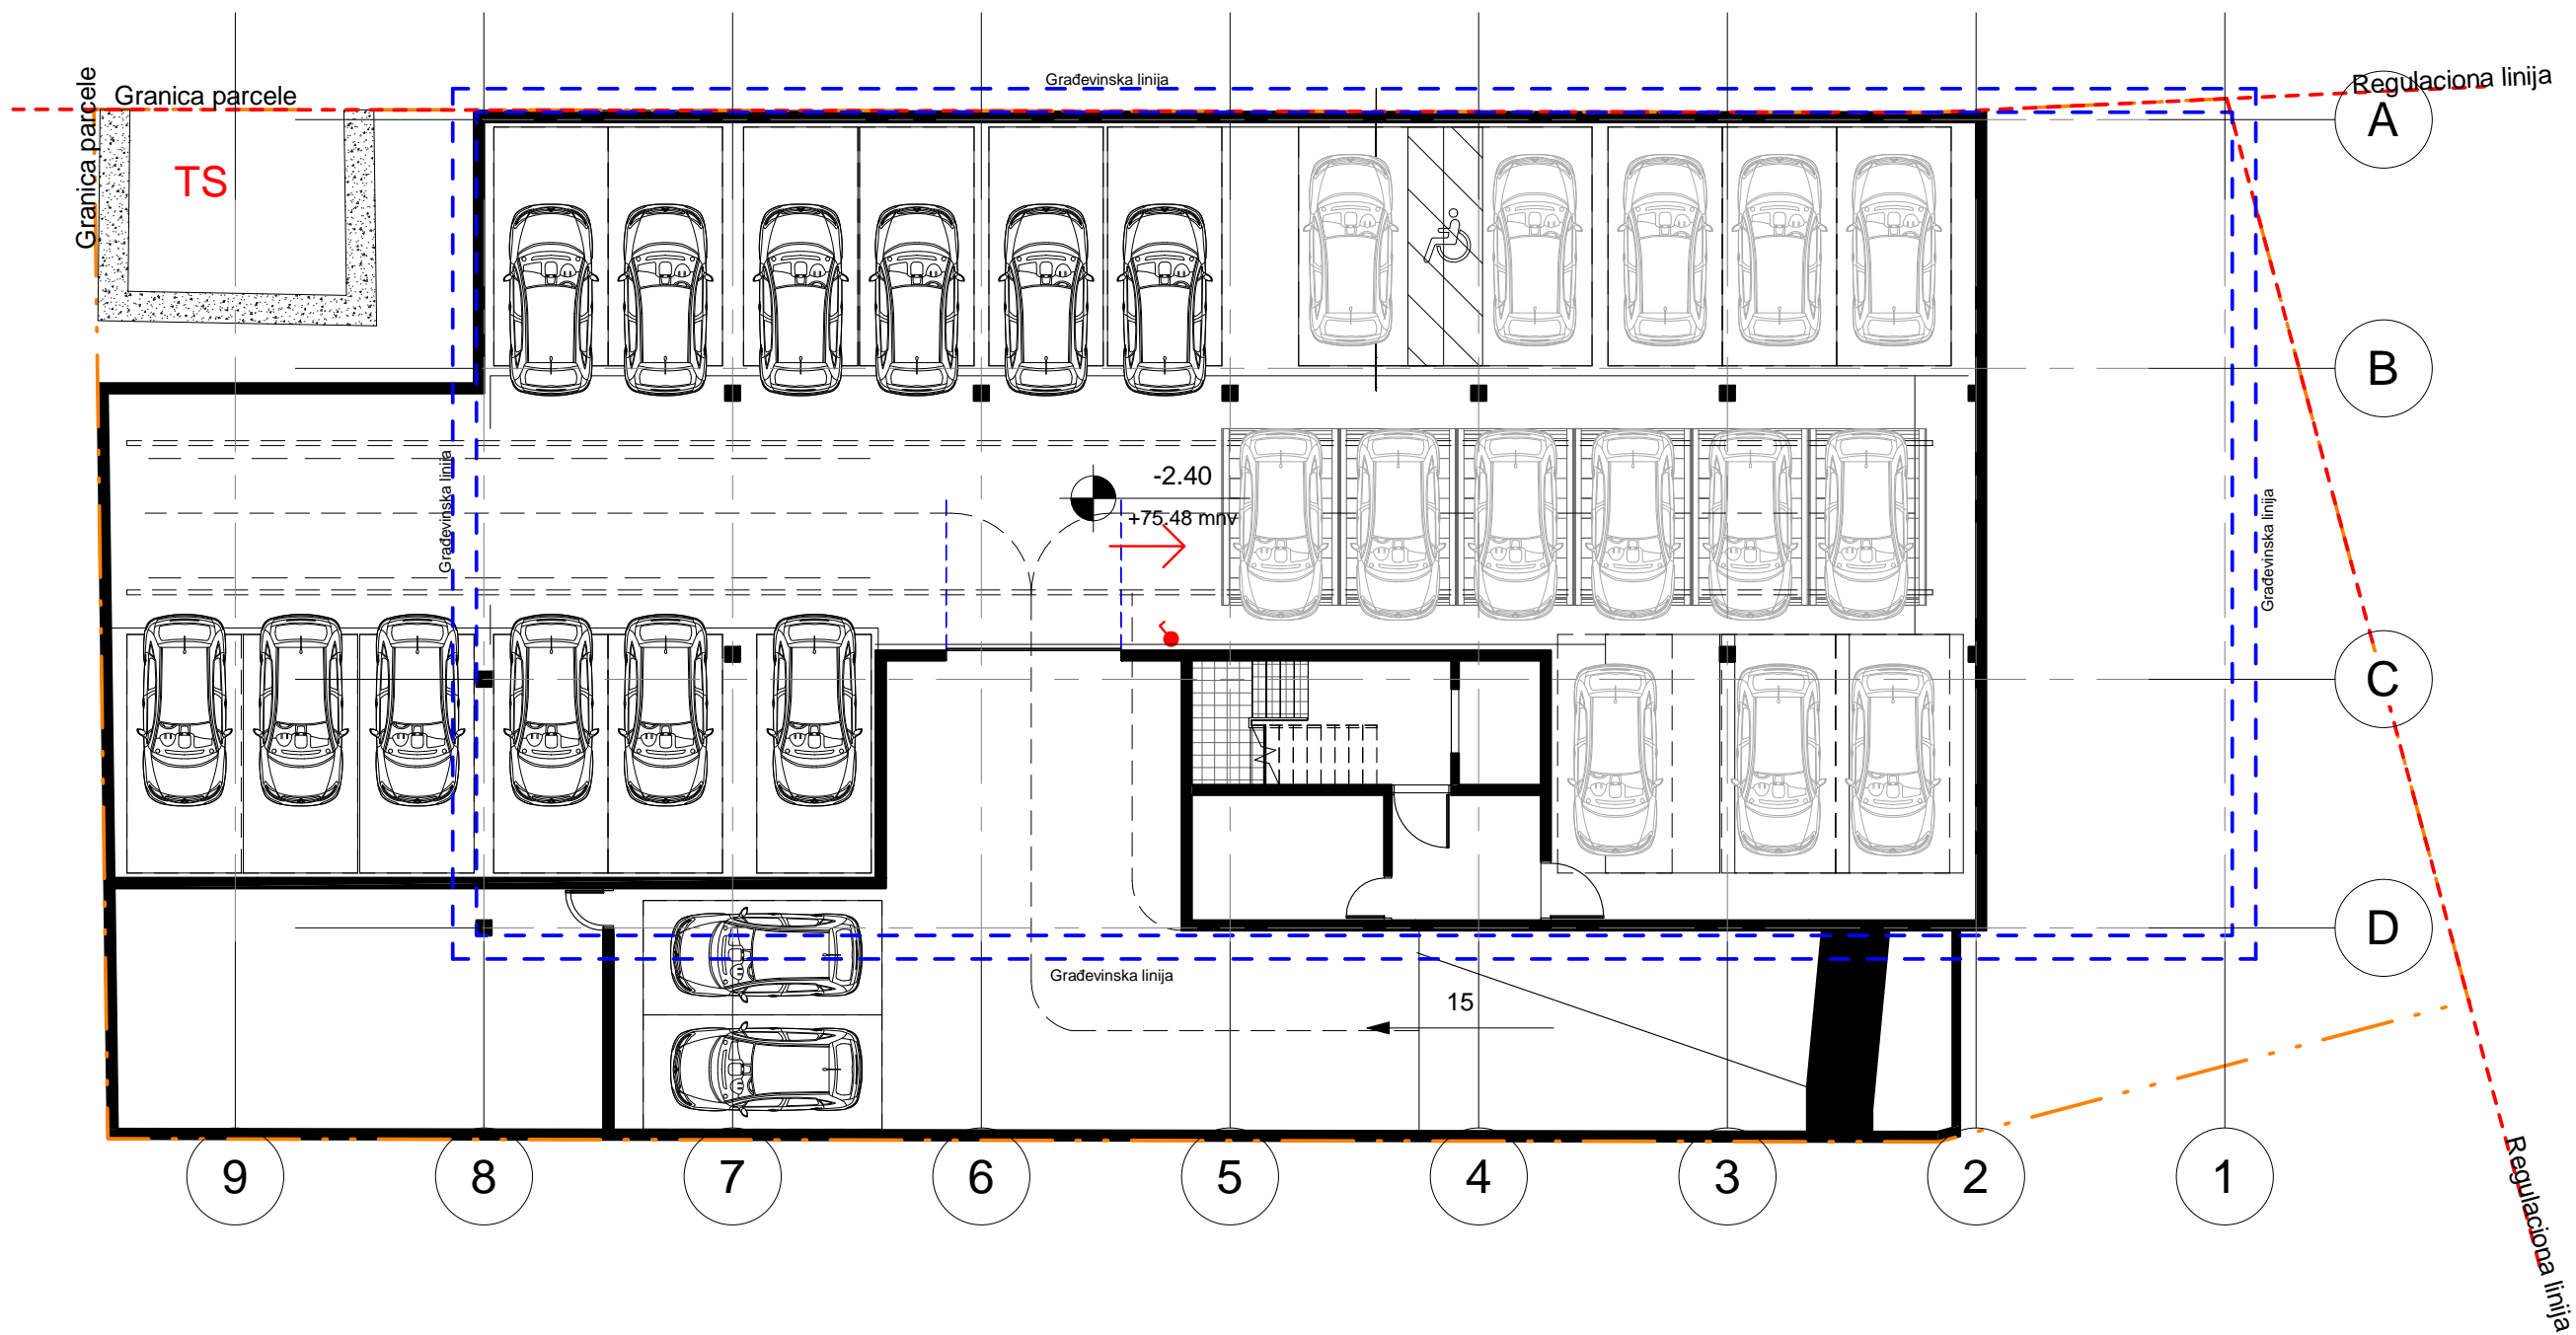 Građevinska linija
Granica parcele
Regulaciona linija
A
Granica parcele
TS
B
Građevinska linija
-2.40
+75.48 mnv
Građevinska linija
C
D
Građevinska linija
15
9
8
7
6
5
4
3
2
1
Regulaciona linija